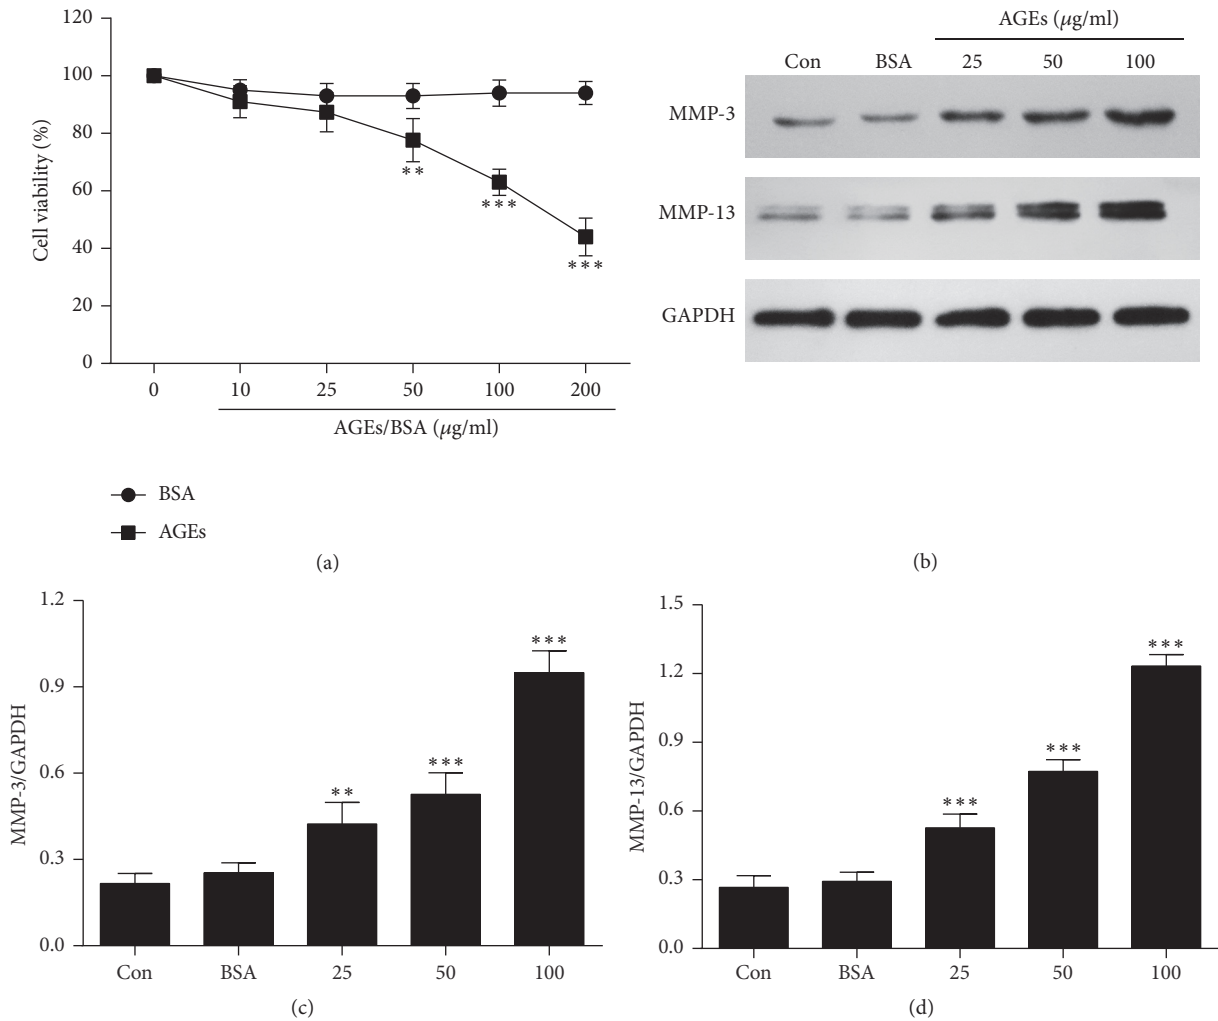 120
100
80
60
40
20
0
Cell viability (%)
**
***
***
0 10 25 50 100 200
AGEs/BSA (μg/ml)
BSA
AGEs
(a)
AGEs (μg/ml)
Con BSA 25 50 100
MMP-3
MMP-13
GAPDH
(b)
1.2
0.9
0.6
0.3
0.0
MMP-3/GAPDH
**
***
***
Con BSA 25 50 100
(c)
1.5
1.2
0.9
0.6
0.3
0.0
MMP-13/GAPDH
***
***
***
Con BSA 25 50 100
(d)